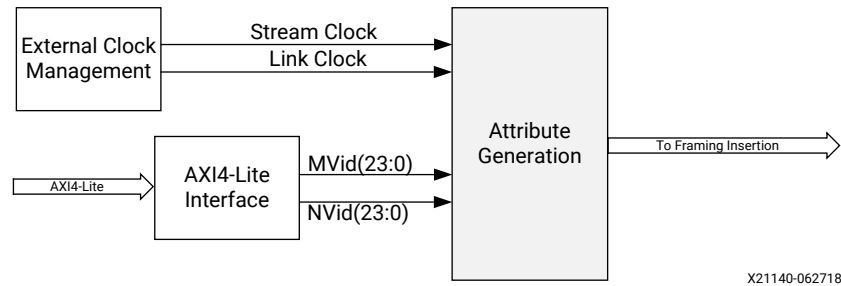 External Clock
Management
Stream Clock
Link Clock
Attribute
Generation
To Framing Insertion
AXI4-Lite
AXI4-Lite
Interface
MVid(23:0)
NVid(23:0)
X21140-062718